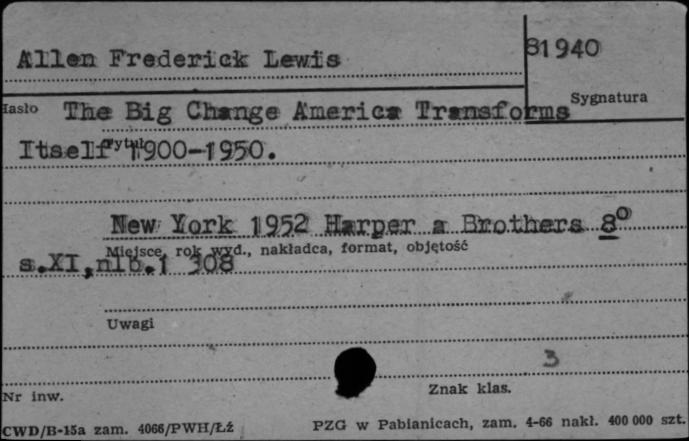 Allen Frederick Lewis
81940
Hasło The Big Change America Transforms
Sygnatura
Itself 1900-1950.
Tytuł
New York 1952 Harper a Brothers 8°
Miejsce, rok wyd., nakładca, format, objętość
s.XI,nlb.1 308
Uwagi
3
Nr inw.
Znak klas.
CWD/B-15a zam. 4066/PWH/Łź
PZG w Pabianicach, zam. 4-66 nakł. 400 000 szt.